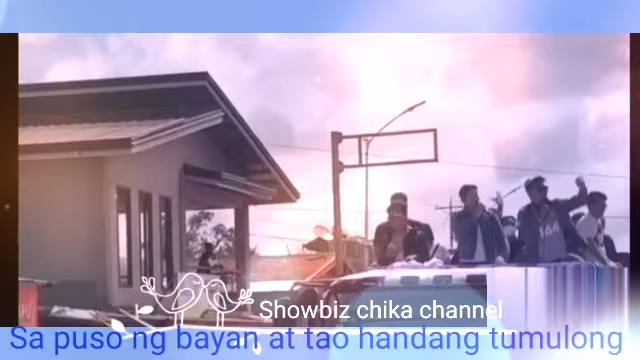 Showbiz chika channel
Sa puso ng bayan at tao handang tumulong